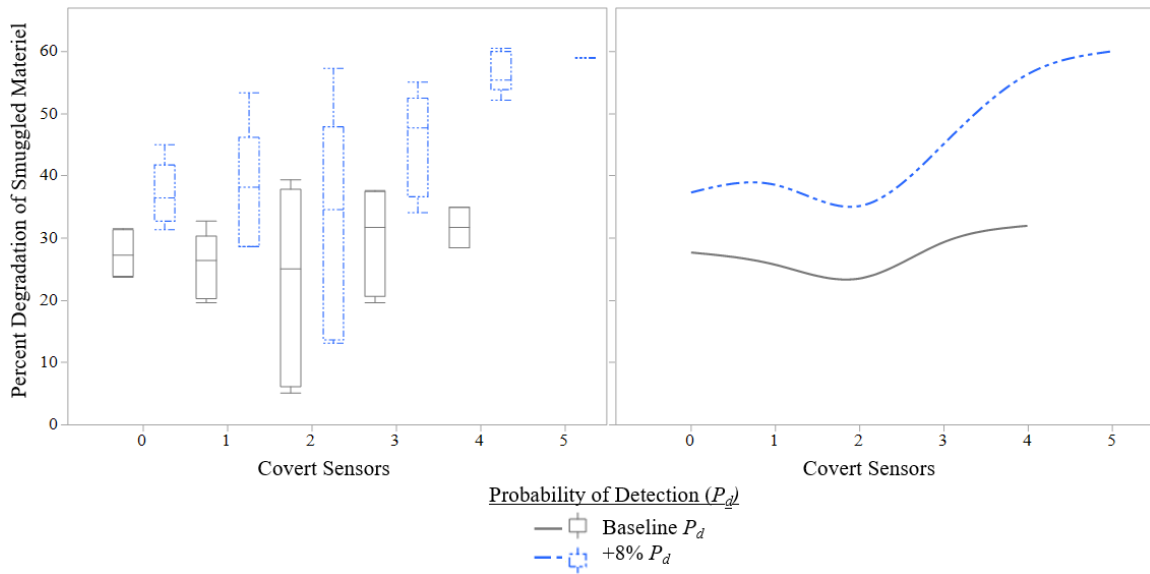 Percent Degradation of Smuggled Materiel
60
50
40
30
20
10
0
0 1 2 3 4 5
0 1 2 3 4 5
Covert Sensors
Covert Sensors
Probability of Detection (Pd)
Baseline Pd
+8% Pd